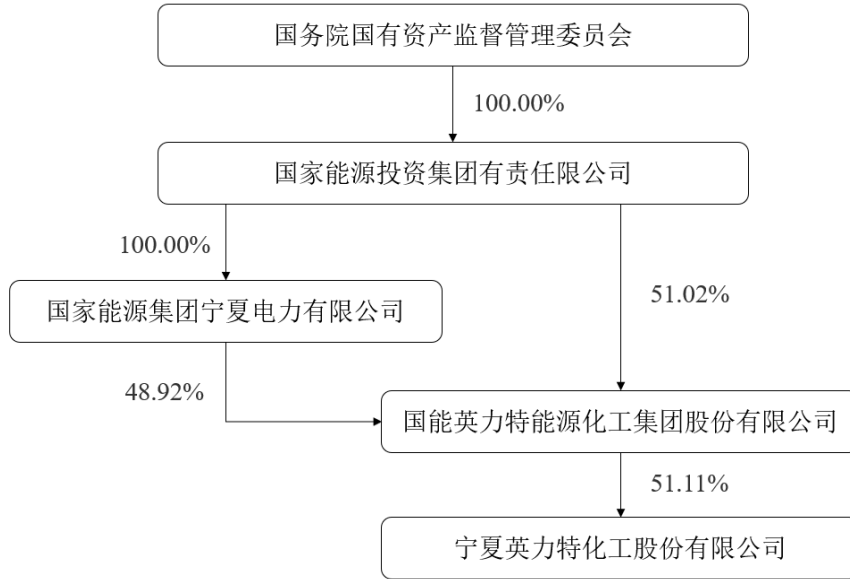 国务院国有资产监督管理委员会
100.00%
国家能源投资集团有责任限公司
100.00%
51.02%
国家能源集团宁夏电力有限公司
48.92%
国能英力特能源化工集团股份有限公司
51.11%
宁夏英力特化工股份有限公司